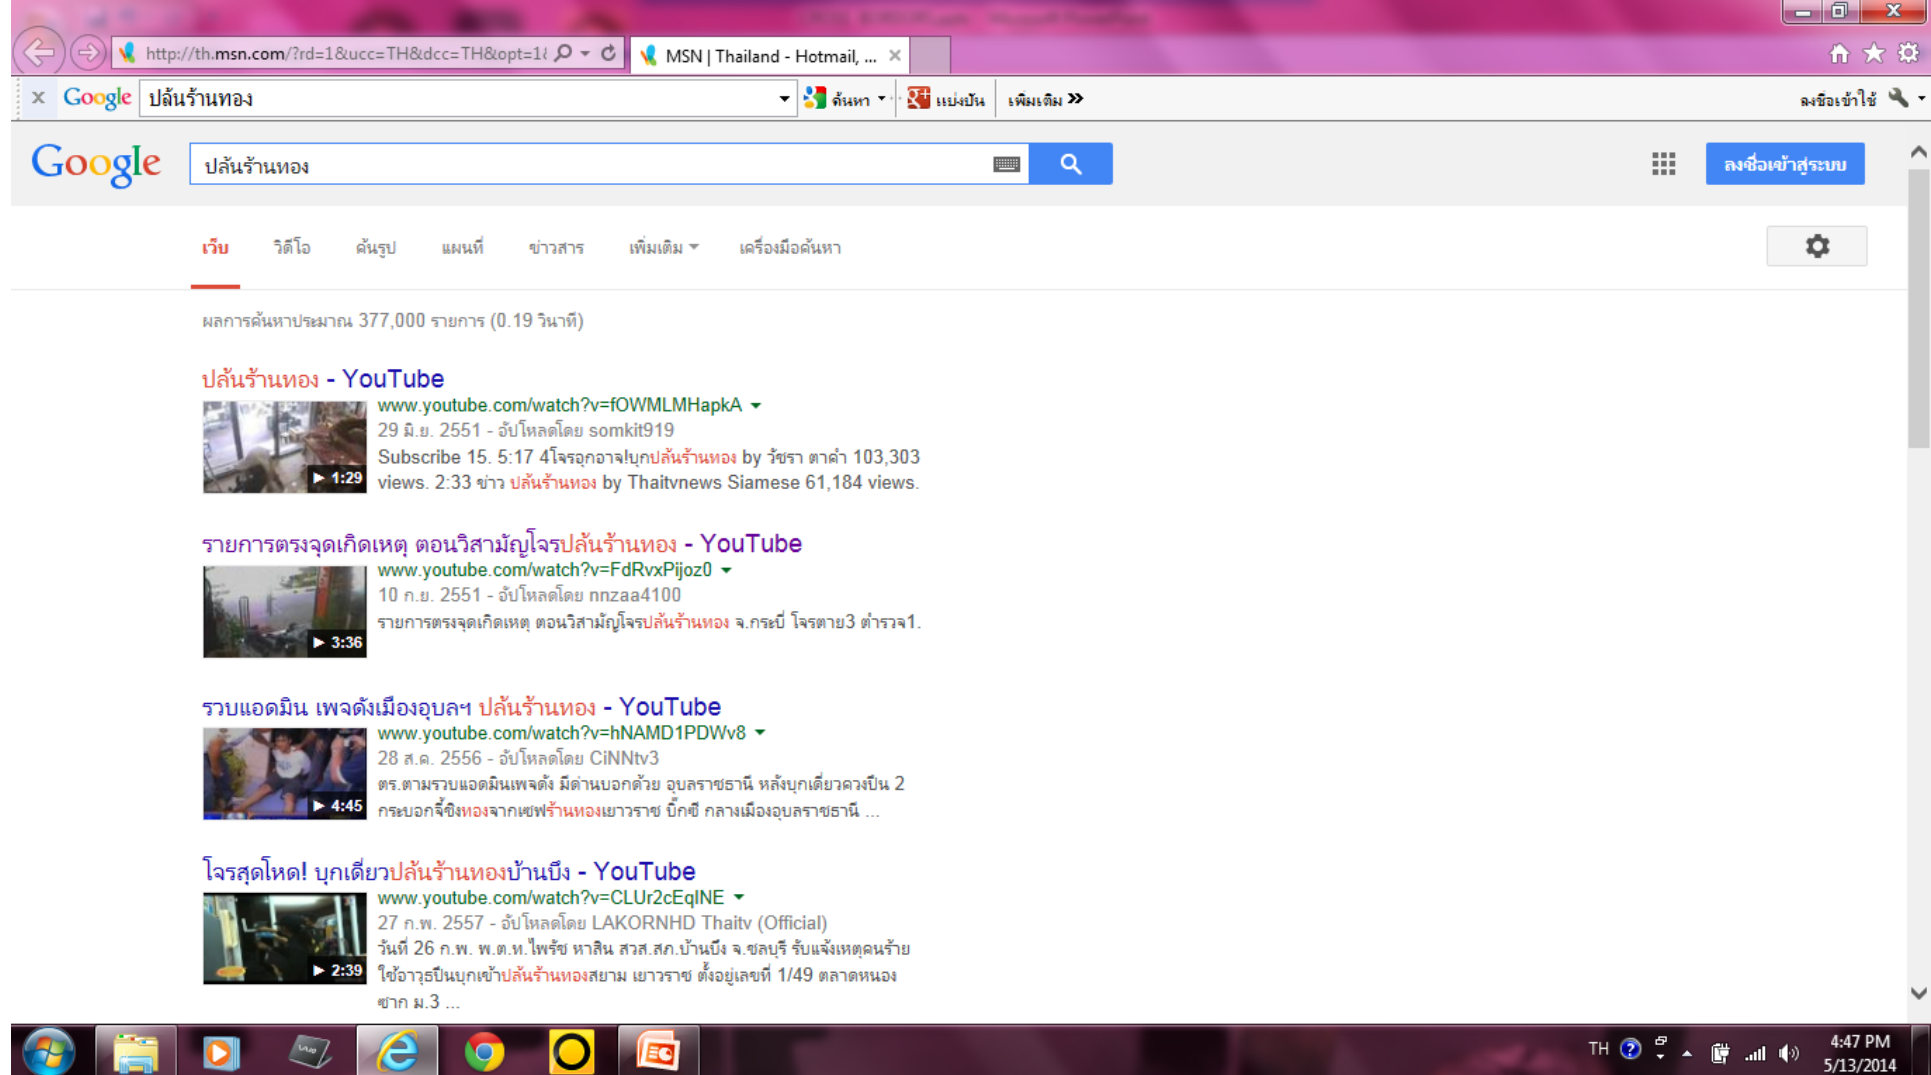 http://th.msn.com/?rd=1&ucc=TH&dcc=TH&opt=1&
MSN | Thailand - Hotmail, ...
x Google ปล้นร้านทอง ค้นหา แบ่งปัน เพิ่มเติม » ลงชื่อเข้าใช้
Google ปล้นร้านทอง ลงชื่อเข้าสู่ระบบ
เว็บ วิดีโอ ค้นรูป แผนที่ ข่าวสาร เพิ่มเติม เครื่องมือค้นหา
ผลการค้นหาประมาณ 377,000 รายการ (0.19 วินาที)
ปล้นร้านทอง - YouTube
www.youtube.com/watch?v=fOWMLMHapkA
29 มิ.ย. 2551 - อัปโหลดโดย somkit919
Subscribe 15. 5:17 4โจรอุกอาจ!บุกปล้นร้านทอง by วัชรา ตาคำ 103,303
1:29 views. 2:33 ข่าว ปล้นร้านทอง by Thaitvnews Siamese 61,184 views.
รายการตรงจุดเกิดเหตุ ตอนวิสามัญโจรปล้นร้านทอง - YouTube
www.youtube.com/watch?v=FdRvxPijoz0
10 ก.ย. 2551 - อัปโหลดโดย nnzaa4100
รายการตรงจุดเกิดเหตุ ตอนวิสามัญโจรปล้นร้านทอง จ.กระบี่ โจรตาย3 ตำรวจ1.
3:36
รวบแอดมิน เพจดังเมืองอุบลฯ ปล้นร้านทอง - YouTube
www.youtube.com/watch?v=hNAMD1PDWv8
28 ส.ค. 2556 - อัปโหลดโดย CiNNtv3
ตร.ตามรวบแอดมินเพจดัง มีด่านบอกด้วย อุบลราชธานี หลังบุกเดี่ยวควงปืน 2
4:45 กระบอกจี้ชิงทองจากเซฟร้านทองเยาวราช บิ๊กซี กลางเมืองอุบลราชธานี ...
โจรสุดโหด! บุกเดี่ยวปล้นร้านทองบ้านบึง - YouTube
www.youtube.com/watch?v=CLUr2cEqINE
27 ก.พ. 2557 - อัปโหลดโดย LAKORNHD Thaitv (Official)
วันที่ 26 ก.พ. พ.ต.ท.ไพรัช หาสิน สวส.สภ.บ้านบึง จ.ชลบุรี รับแจ้งเหตุคนร้าย
2:39 ใช้อาวุธปืนบุกเข้าปล้นร้านทองสยาม เยาวราช ตั้งอยู่เลขที่ 1/49 ตลาดหนอง
ซาก ม.3 ...
TH 4:47 PM
5/13/2014